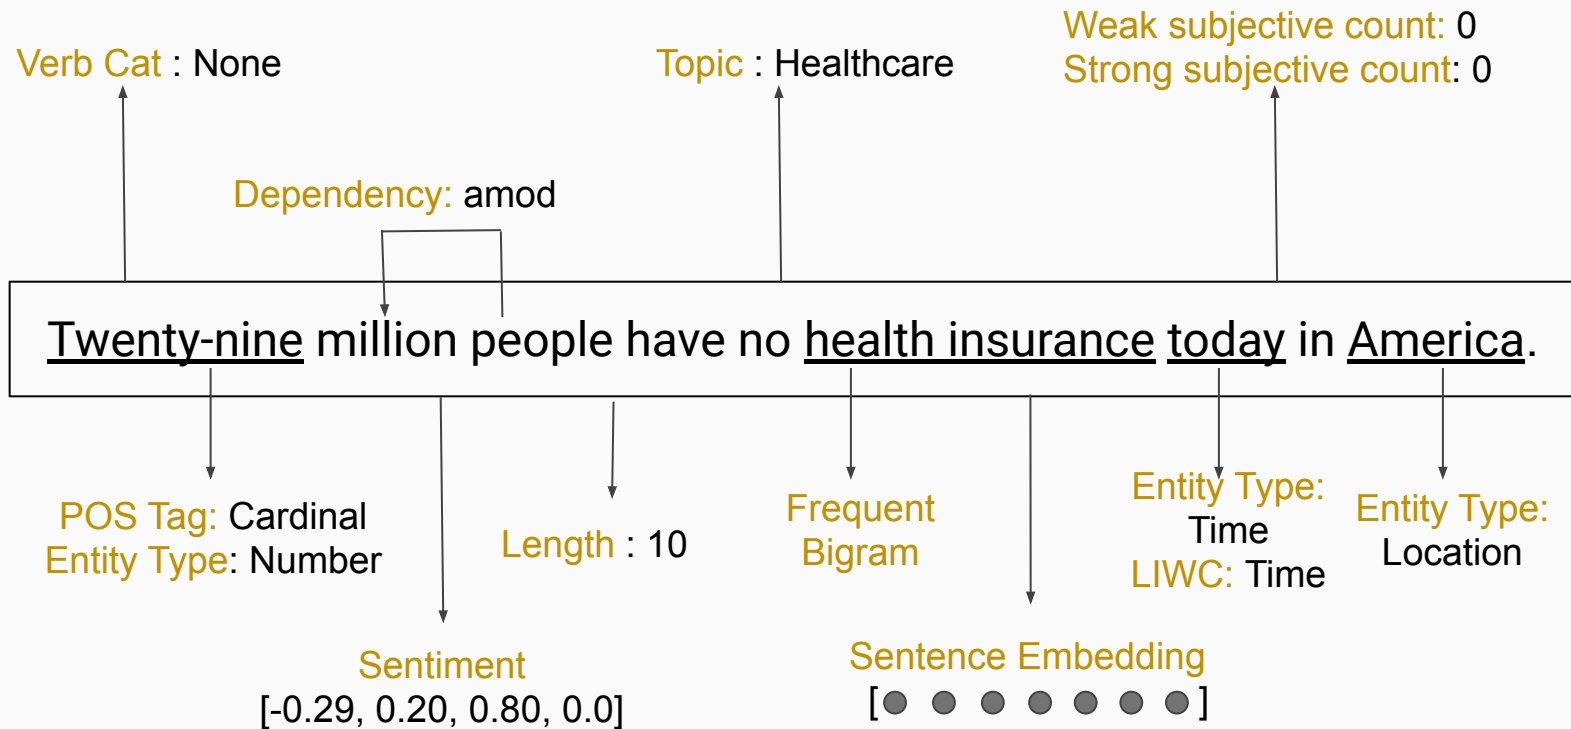 Weak subjective count: 0
Verb Cat : None
Topic : Healthcare
Strong subjective count: 0
Dependency: amod
Twenty-nine million people have no health insurance today in America.
POS Tag: Cardinal
Entity Type: Number
Length : 10
Frequent
Bigram
Entity Type:
Time
LIWC: Time
Entity Type:
Location
Sentiment
[-0.29, 0.20, 0.80, 0.0]
Sentence Embedding